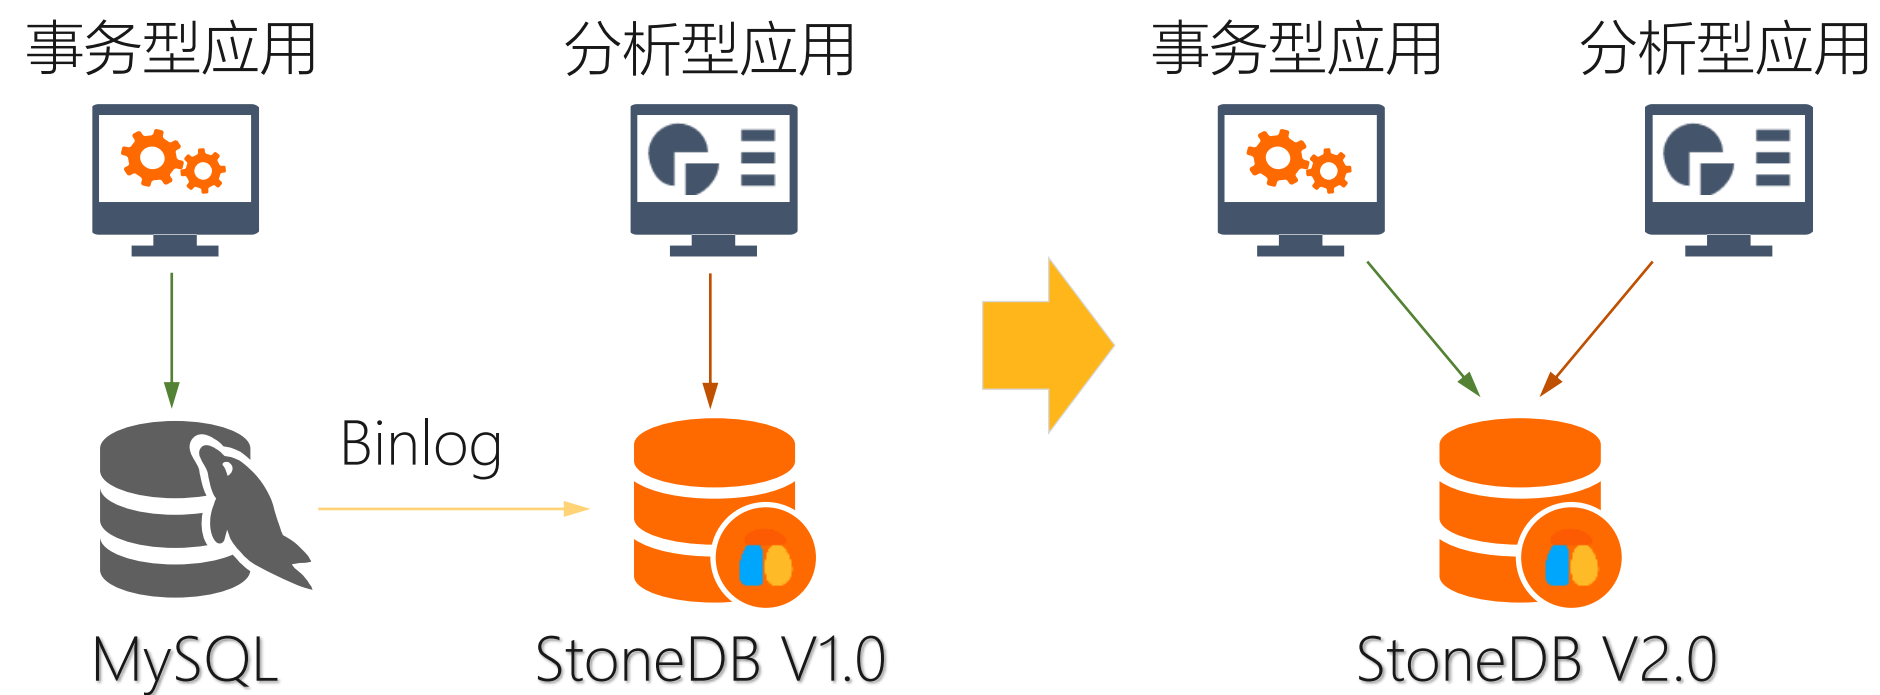 事务型应用
分析型应用
事务型应用
分析型应用
Binlog
MySQL
StoneDB V1.0
StoneDB V2.0